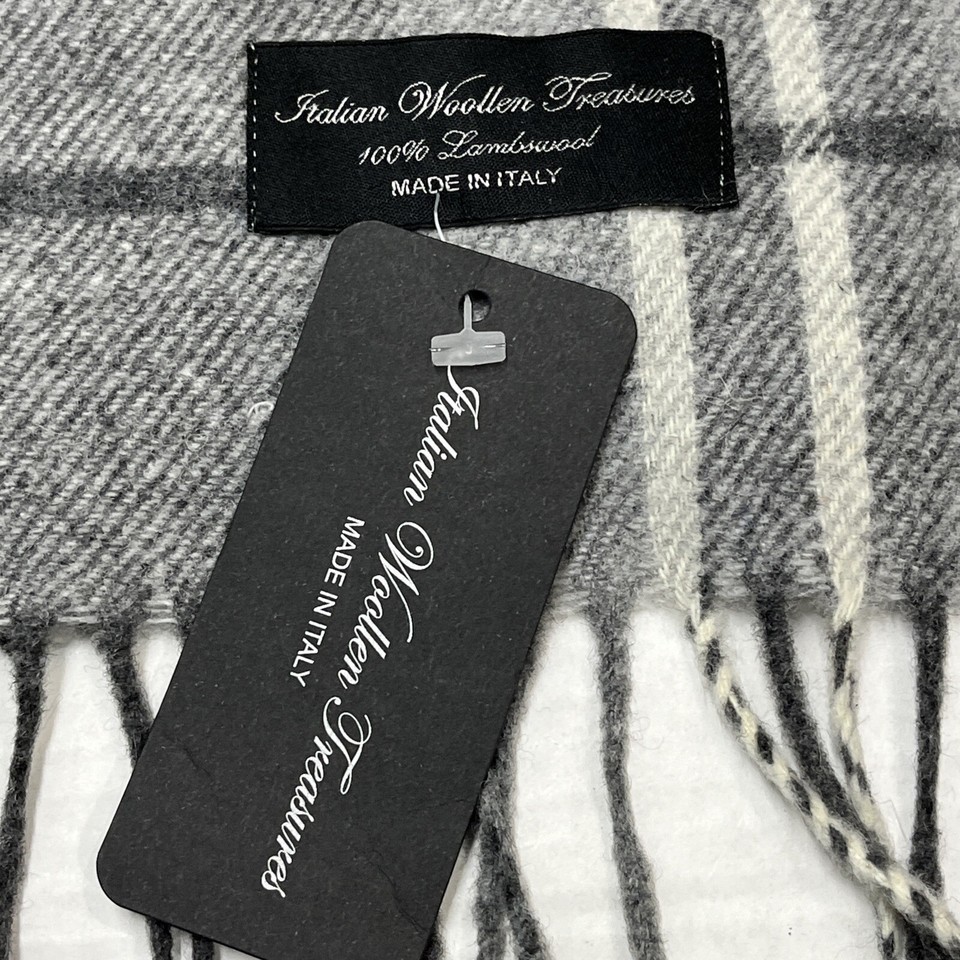 Italian Woollen Treasures
100% Lambswool
MADE IN ITALY
Italian Woollen Treasures
MADE IN ITALY